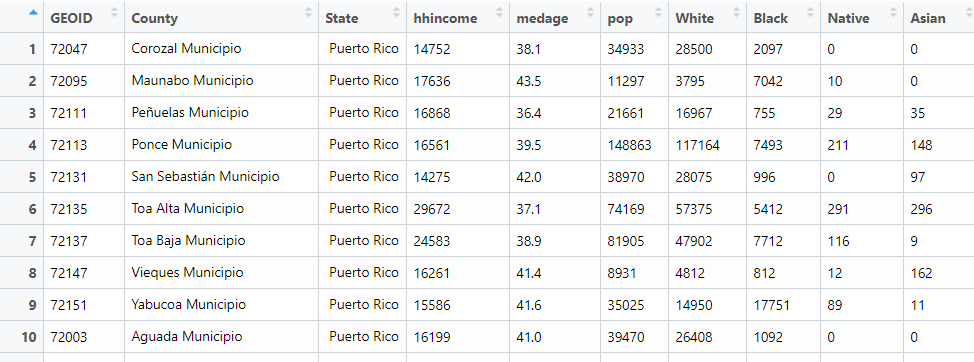 GEOID County State hhincome medage pop White Black Native Asian
1 72047 Corozal Municipio Puerto Rico 14752 38.1 34933 28500 2097 0 0
2 72095 Maunabo Municipio Puerto Rico 17636 43.5 11297 3795 7042 10 0
3 72111 Peñuelas Municipio Puerto Rico 16868 36.4 21661 16967 755 29 35
4 72113 Ponce Municipio Puerto Rico 16561 39.5 148863 117164 7493 211 148
5 72131 San Sebastián Municipio Puerto Rico 14275 42.0 38970 28075 996 0 97
6 72135 Toa Alta Municipio Puerto Rico 29672 37.1 74169 57375 5412 291 296
7 72137 Toa Baja Municipio Puerto Rico 24583 38.9 81905 47902 7712 116 9
8 72147 Vieques Municipio Puerto Rico 16261 41.4 8931 4812 812 12 162
9 72151 Yabucoa Municipio Puerto Rico 15586 41.6 35025 14950 17751 89 11
10 72003 Aguada Municipio Puerto Rico 16199 41.0 39470 26408 1092 0 0